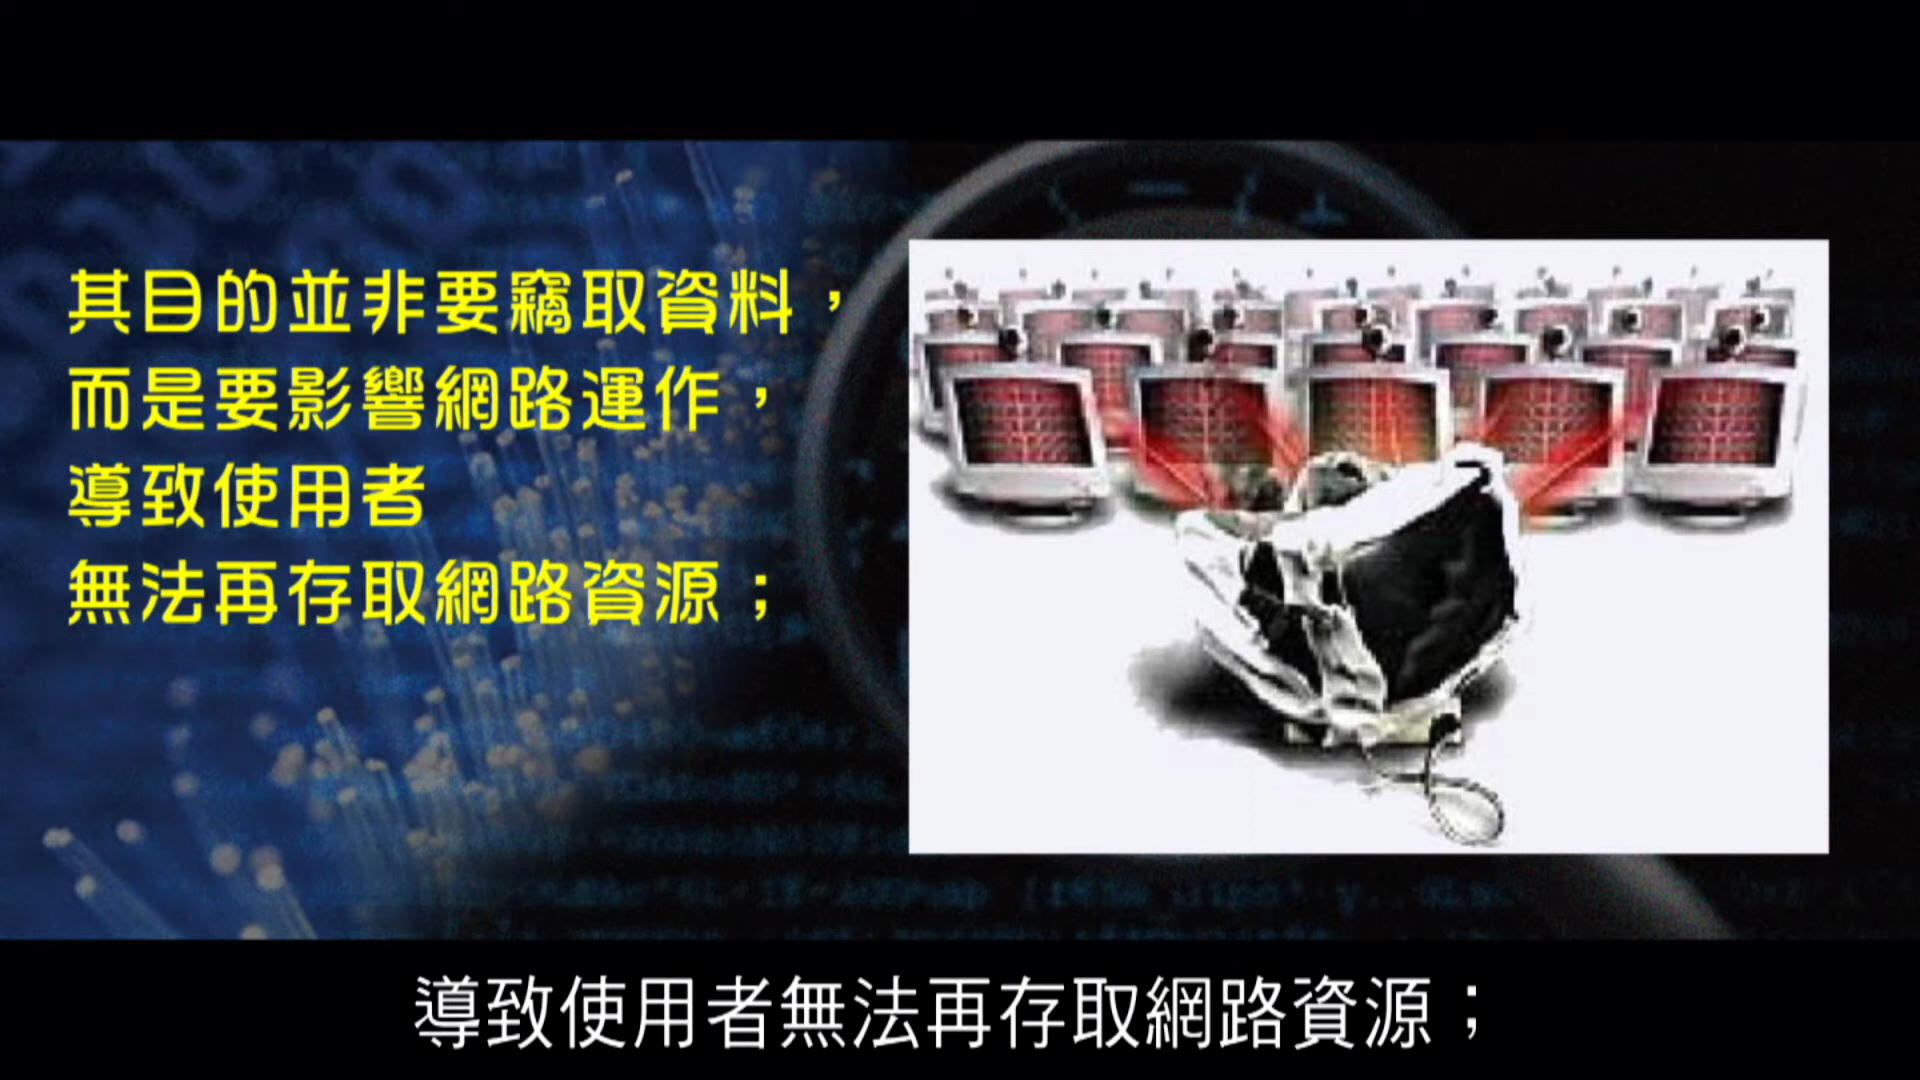 其目的並非要竊取資料，
而是要影響網路運作，
導致使用者
無法再存取網路資源；
導致使用者無法再存取網路資源；